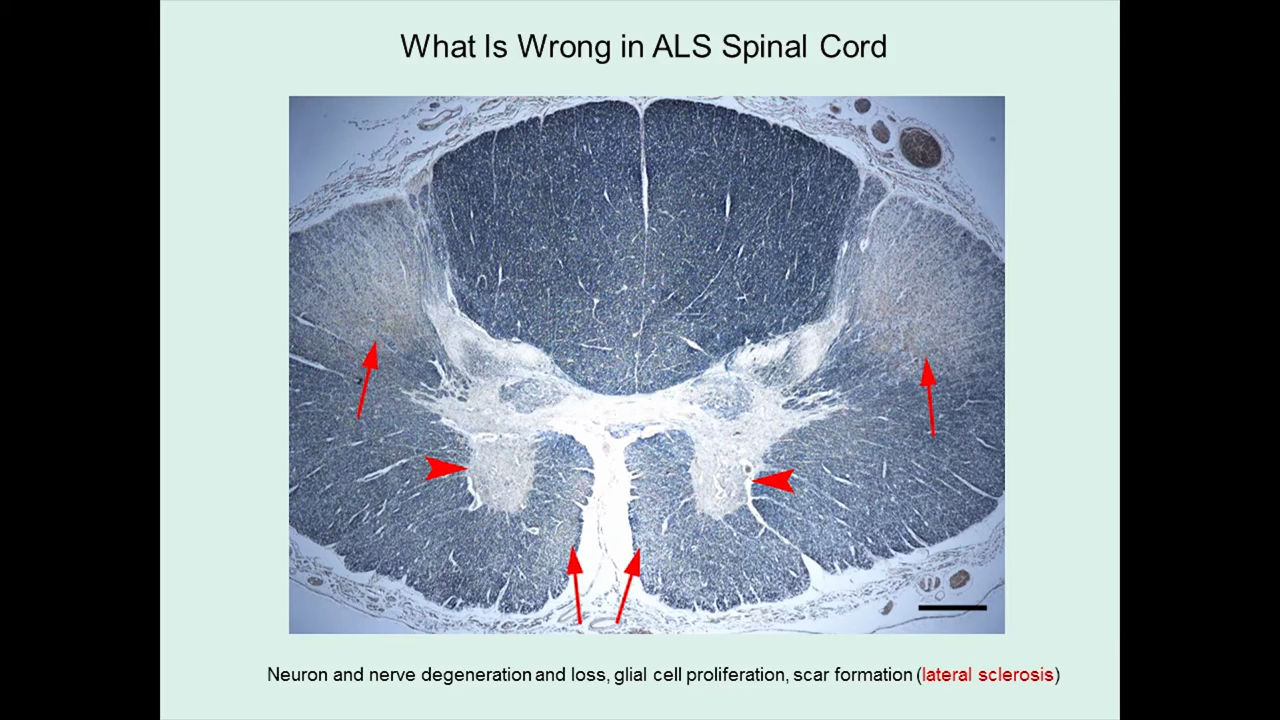 What Is Wrong in ALS Spinal Cord
Neuron and nerve degeneration and loss, glial cell proliferation, scar formation (lateral sclerosis)